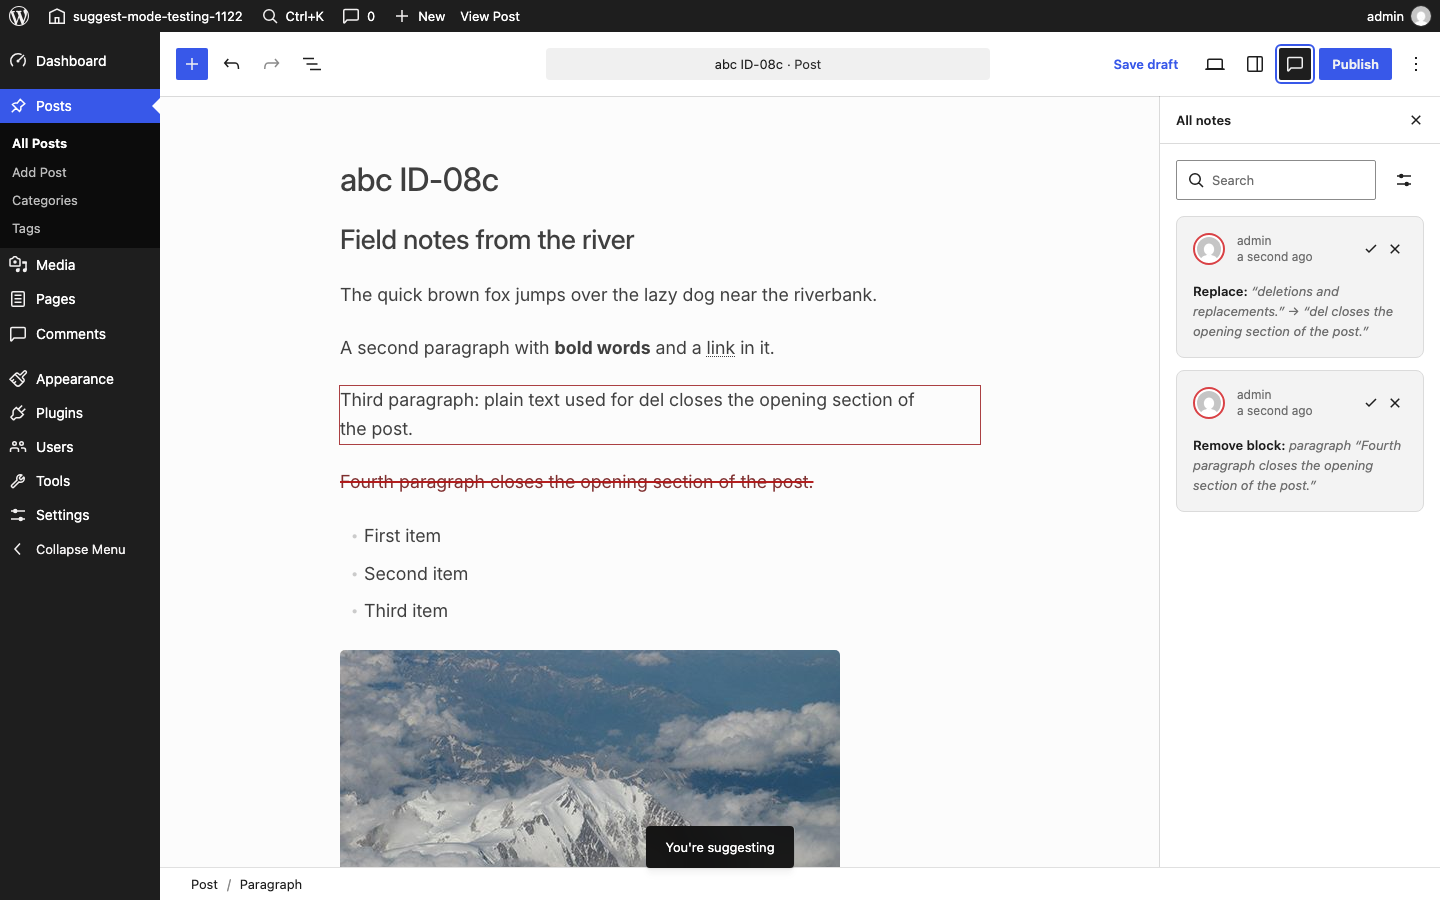 suggest-mode-testing-1122 Ctrl+K 0 New View Post admin
Dashboard
Posts
All Posts
Add Post
Categories
Tags
Media
Pages
Comments
Appearance
Plugins
Users
Tools
Settings
Collapse Menu
abc ID-08c · Post
Save draft
Publish
abc ID-08c
Field notes from the river
The quick brown fox jumps over the lazy dog near the riverbank.
A second paragraph with bold words and a link in it.
Third paragraph: plain text used for del closes the opening section of
the post.
Fourth paragraph closes the opening section of the post.
First item
Second item
Third item
You're suggesting
Post / Paragraph
All notes
Search
admin
a second ago
Replace: “deletions and
replacements.” → “del closes the
opening section of the post.”
admin
a second ago
Remove block: paragraph “Fourth
paragraph closes the opening
section of the post.”